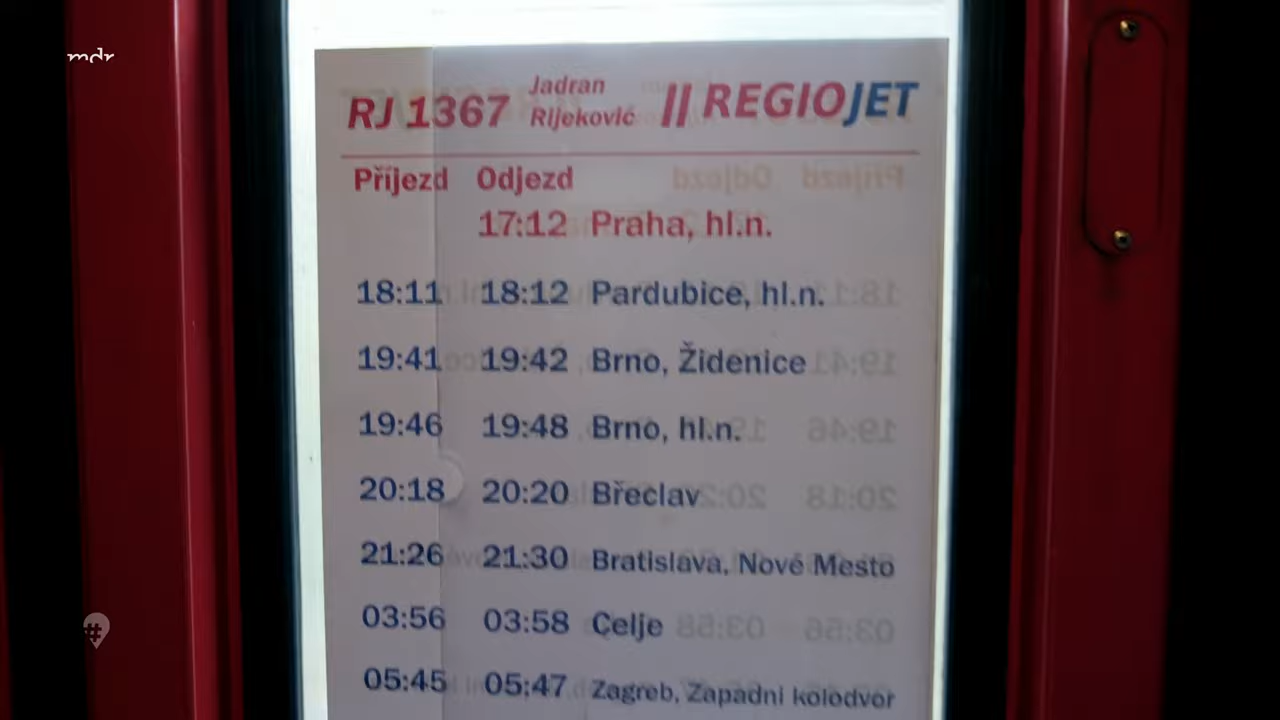 mdr
RJ 1367 Jadran Rijeković || REGIOJET
Příjezd Odjezd
17:12 Praha, hl.n.
18:11 18:12 Pardubice, hl.n.
19:41 19:42 Brno, Židenice
19:46 19:48 Brno, hl.n.
20:18 20:20 Břeclav
21:26 21:30 Bratislava, Nové Mesto
03:56 03:58 Celje
05:45 05:47 Zagreb, Zapadni kolodvor
#